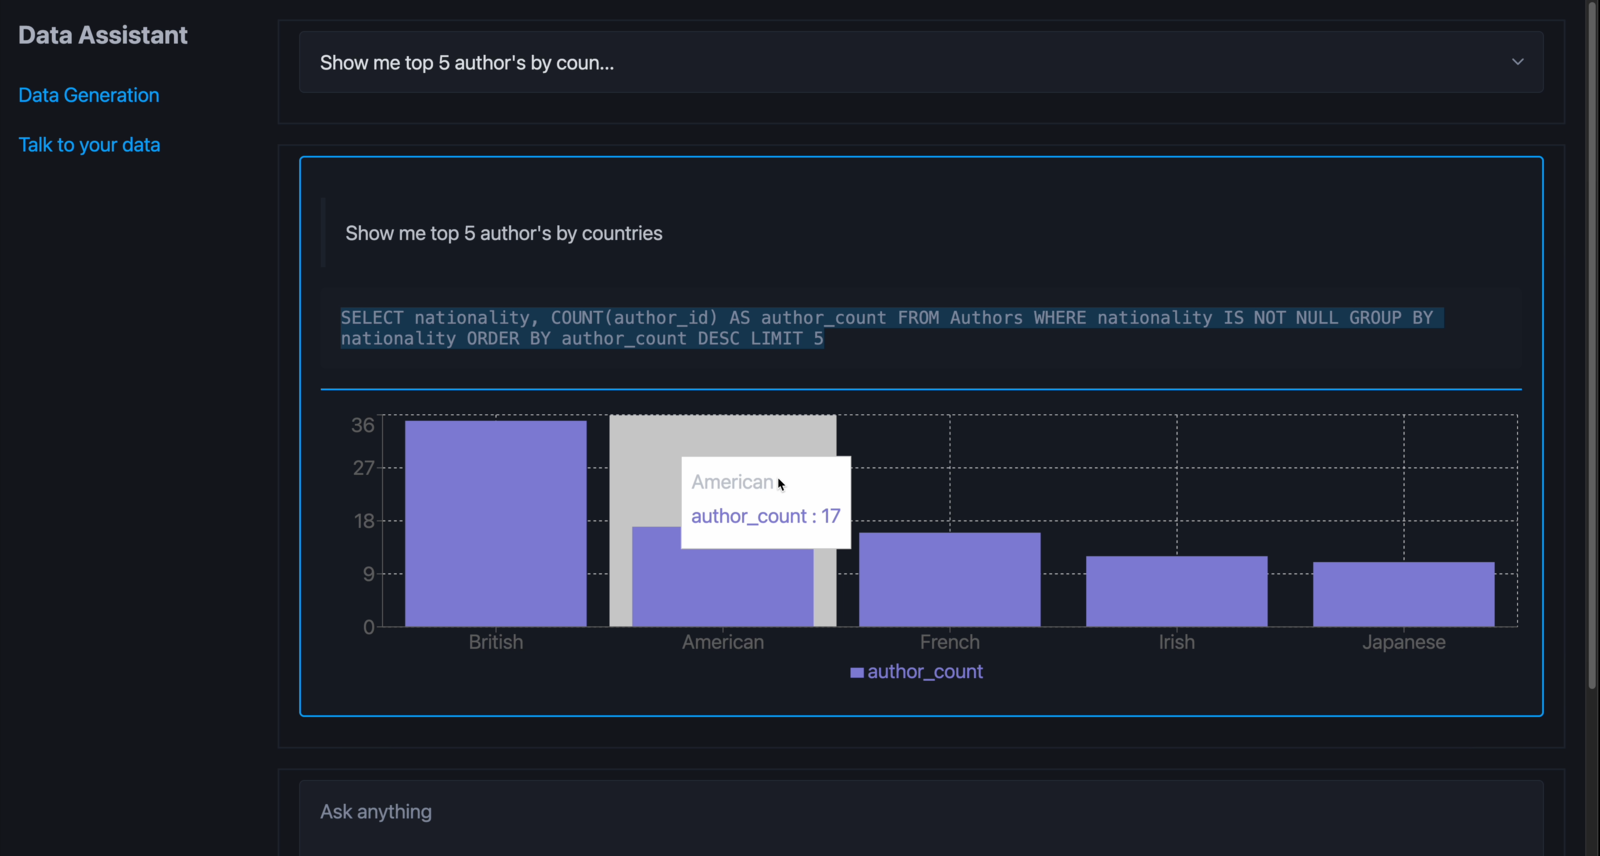 Data Assistant
Data Generation
Talk to your data
Show me top 5 author's by coun...
Show me top 5 author's by countries
SELECT nationality, COUNT(author_id) AS author_count FROM Authors WHERE nationality IS NOT NULL GROUP BY
nationality ORDER BY author_count DESC LIMIT 5
36
27
18
9
0
American
author_count : 17
British
American
French
Irish
Japanese
author_count
Ask anything